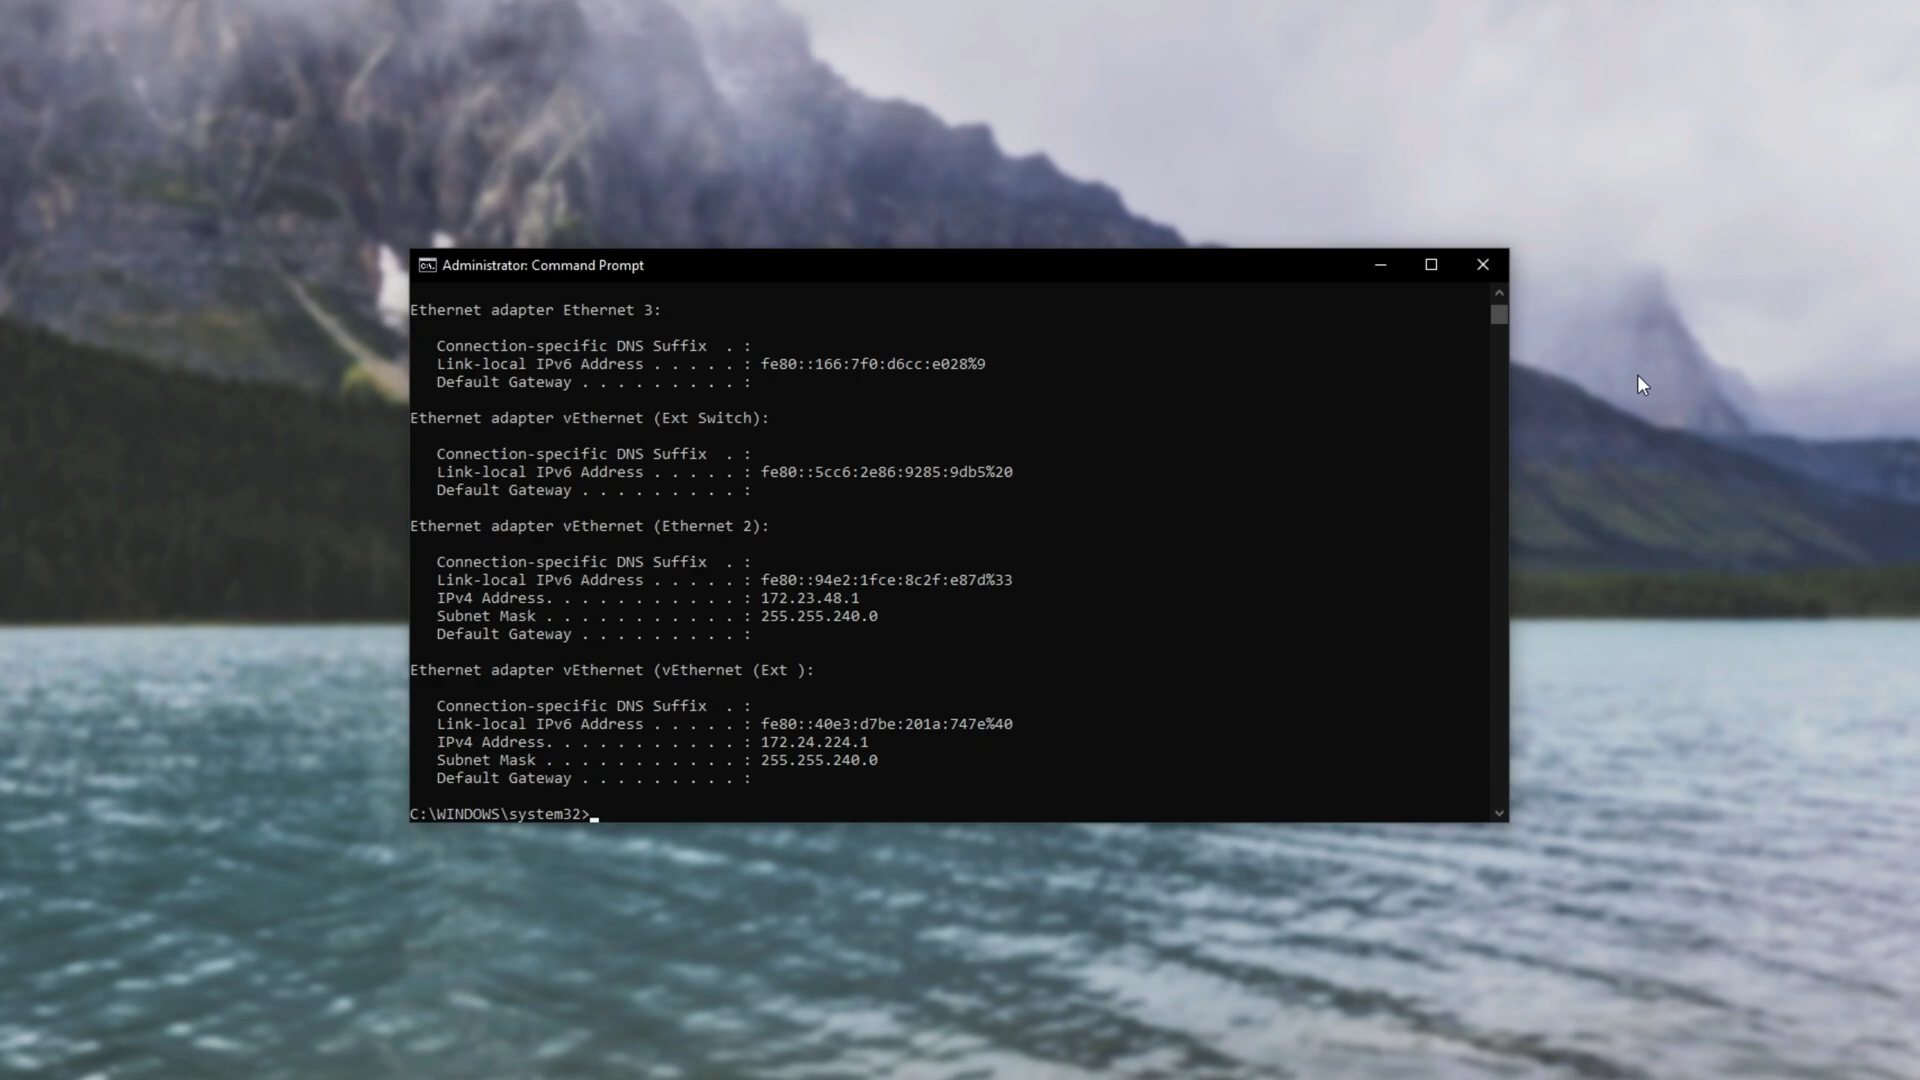 Administrator: Command Prompt
Ethernet adapter Ethernet 3:
Connection-specific DNS Suffix  . :
Link-local IPv6 Address . . . . . : fe80::166:7f0:d6cc:e028%9
Default Gateway . . . . . . . . . :
Ethernet adapter vEthernet (Ext Switch):
Connection-specific DNS Suffix  . :
Link-local IPv6 Address . . . . . : fe80::5cc6:2e86:9285:9db5%20
Default Gateway . . . . . . . . . :
Ethernet adapter vEthernet (Ethernet 2):
Connection-specific DNS Suffix  . :
Link-local IPv6 Address . . . . . : fe80::94e2:1fce:8c2f:e87d%33
IPv4 Address. . . . . . . . . . . : 172.23.48.1
Subnet Mask . . . . . . . . . . . : 255.255.240.0
Default Gateway . . . . . . . . . :
Ethernet adapter vEthernet (vEthernet (Ext ):
Connection-specific DNS Suffix  . :
Link-local IPv6 Address . . . . . : fe80::40e3:d7be:201a:747e%40
IPv4 Address. . . . . . . . . . . : 172.24.224.1
Subnet Mask . . . . . . . . . . . : 255.255.240.0
Default Gateway . . . . . . . . . :
C:\WINDOWS\system32>